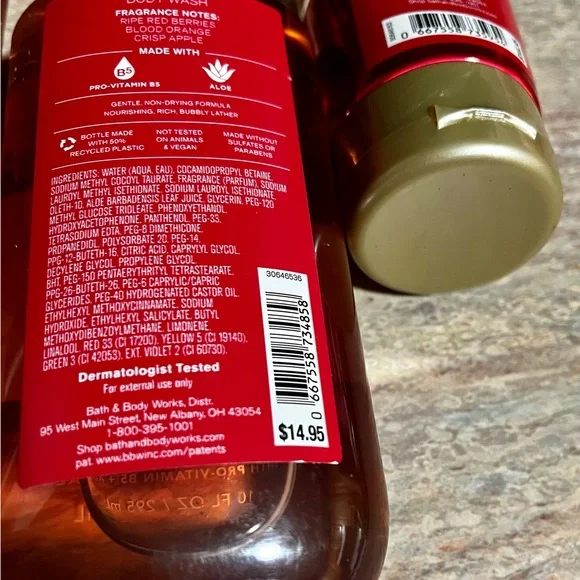 BODY WASH
FRAGRANCE NOTES:
RIPE RED BERRIES
BLOOD ORANGE
CRISP APPLE
MADE WITH
B5
PRO-VITAMIN B5
ALOE
GENTLE, NON-DRYING FORMULA
NOURISHING, RICH, BUBBLY LATHER
BOTTLE MADE
WITH 50%
RECYCLED PLASTIC
NOT TESTED
ON ANIMALS
& VEGAN
MADE WITHOUT
SULFATES OR
PARABENS
INGREDIENTS: WATER (AQUA, EAU), COCAMIDOPROPYL BETAINE,
SODIUM METHYL COCOYL TAURATE, FRAGRANCE (PARFUM), SODIUM
LAUROYL METHYL ISETHIONATE, SODIUM LAUROYL ISETHIONATE,
OLETH-10, ALOE BARBADENSIS LEAF JUICE, GLYCERIN, PEG-120
METHYL GLUCOSE TRIOLEATE, PHENOXYETHANOL,
HYDROXYACETOPHENONE, PANTHENOL, PEG-33,
TETRASODIUM EDTA, PEG-8 DIMETHICONE,
PROPANEDIOL, POLYSORBATE 20, PEG-14,
PPG-12-BUTETH-16, CITRIC ACID, CAPRYLYL GLYCOL,
DECYLENE GLYCOL, PROPYLENE GLYCOL,
BHT, PEG-150 PENTAERYTHRITYL TETRASTEARATE,
PPG-26-BUTETH-26, PEG-5 CAPRYLIC/CAPRIC
GLYCERIDES, PEG-40 HYDROGENATED CASTOR OIL,
ETHYLHEXYL METHOXYCINNAMATE, SODIUM
HYDROXIDE, ETHYLHEXYL SALICYLATE, BUTYL
METHOXYDIBENZOYLMETHANE, LIMONENE,
LINALOOL, RED 33 (CI 17200), YELLOW 5 (CI 19140),
GREEN 3 (CI 42053), EXT. VIOLET 2 (CI 60730).
30646536
0 667558 734858
$14.95
Dermatologist Tested
For external use only
Bath & Body Works, Distr.
95 West Main Street, New Albany, OH 43054
1-800-395-1001
Shop bathandbodyworks.com
pat. www.bbwinc.com/patents
WITH PRO-VITAMIN B5 +
10 FL OZ / 295 mL
0 667558